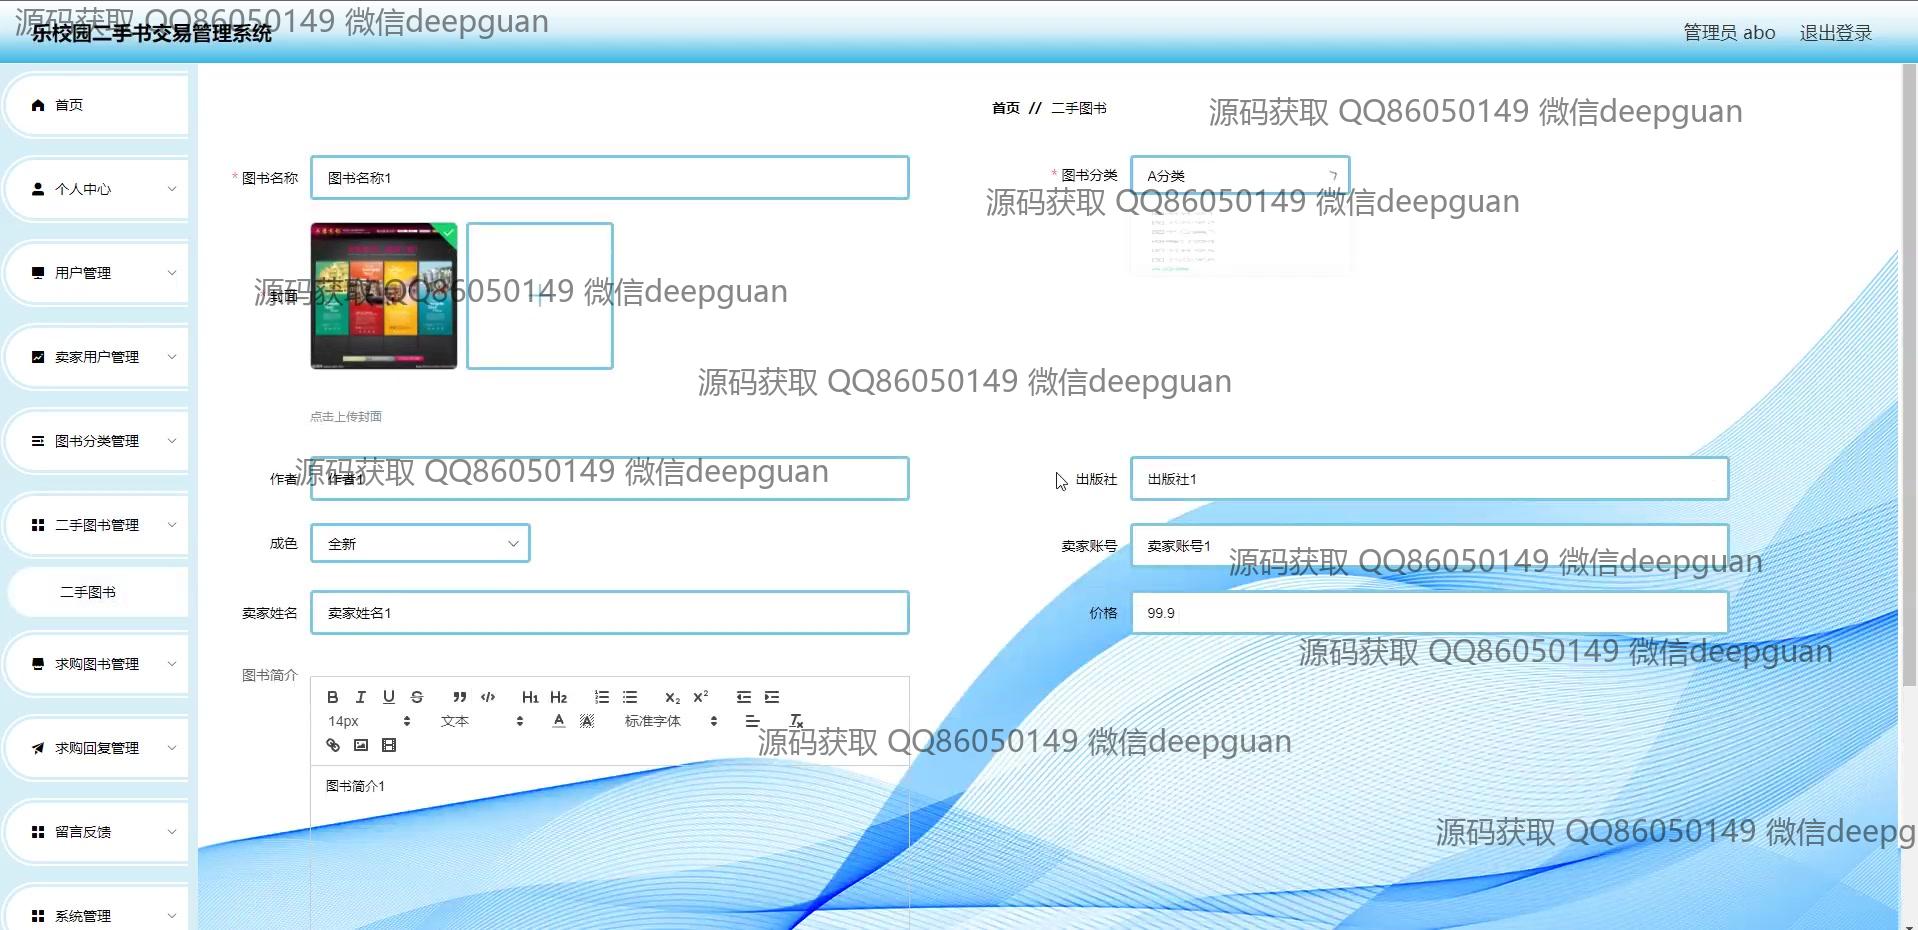 源码获取 QQ86050149 微信deepguan
乐校园二手书交易管理系统
管理员 abo
退出登录
首页
个人中心
用户管理
卖家用户管理
图书分类管理
二手图书管理
二手图书
求购图书管理
求购回复管理
留言反馈
系统管理
首页 // 二手图书
源码获取 QQ86050149 微信deepguan
* 图书名称
图书名称1
* 图书分类
A分类
源码获取 QQ86050149 微信deepguan
封面
源码获取 QQ86050149 微信deepguan
源码获取 QQ86050149 微信deepguan
点击上传封面
作者
作者1
源码获取 QQ86050149 微信deepguan
出版社
出版社1
成色
全新
卖家账号
卖家账号1
源码获取 QQ86050149 微信deepguan
卖家姓名
卖家姓名1
价格
99.9
源码获取 QQ86050149 微信deepguan
图书简介
B I U S H1 H2 X2 X2
14px 文本 A A 标准字体 Tx
源码获取 QQ86050149 微信deepguan
图书简介1
源码获取 QQ86050149 微信deepg